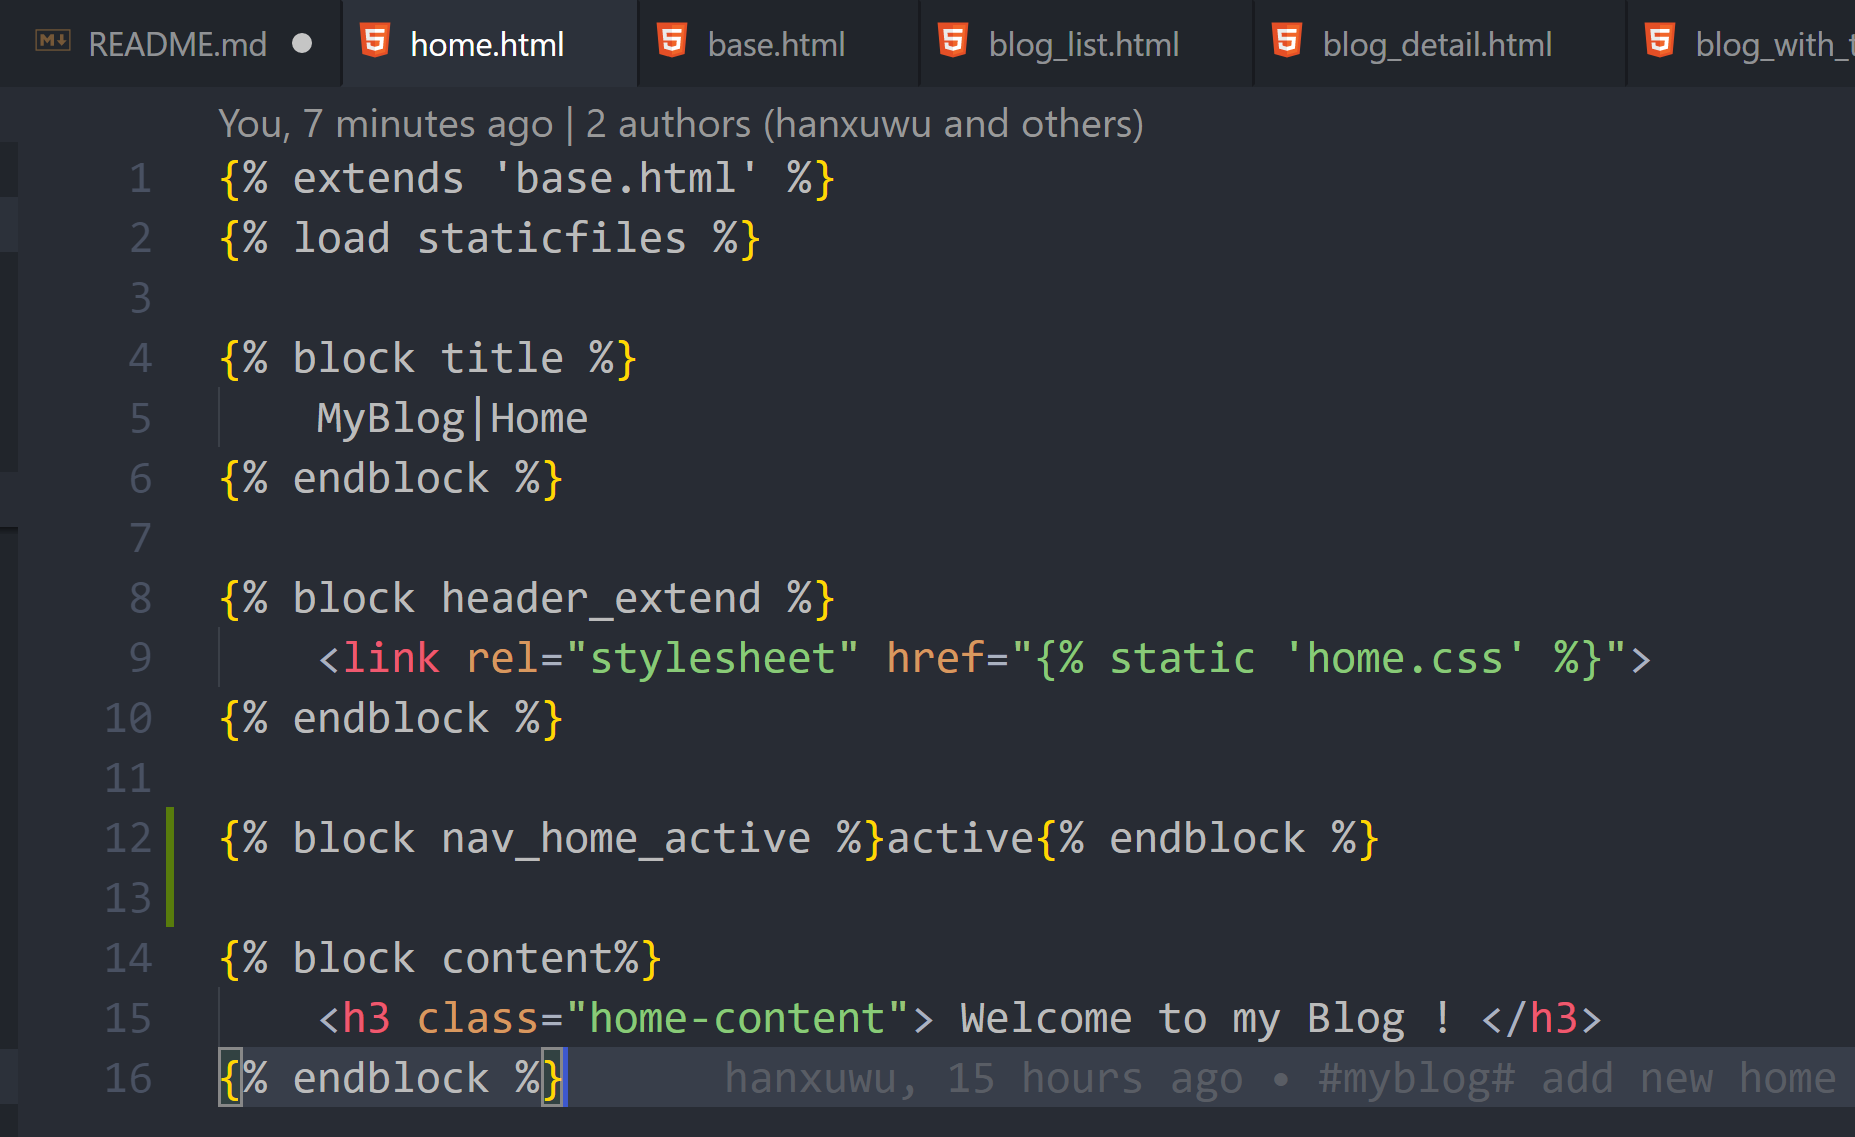 README.md ● home.html base.html blog_list.html blog_detail.html blog_with_
You, 7 minutes ago | 2 authors (hanxuwu and others)
1 {% extends 'base.html' %}
2 {% load staticfiles %}
3
4 {% block title %}
5     MyBlog|Home
6 {% endblock %}
7
8 {% block header_extend %}
9     <link rel="stylesheet" href="{% static 'home.css' %}">
10 {% endblock %}
11
12 {% block nav_home_active %}active{% endblock %}
13
14 {% block content%}
15     <h3 class="home-content"> Welcome to my Blog ! </h3>
16 {% endblock %} hanxuwu, 15 hours ago • #myblog# add new home